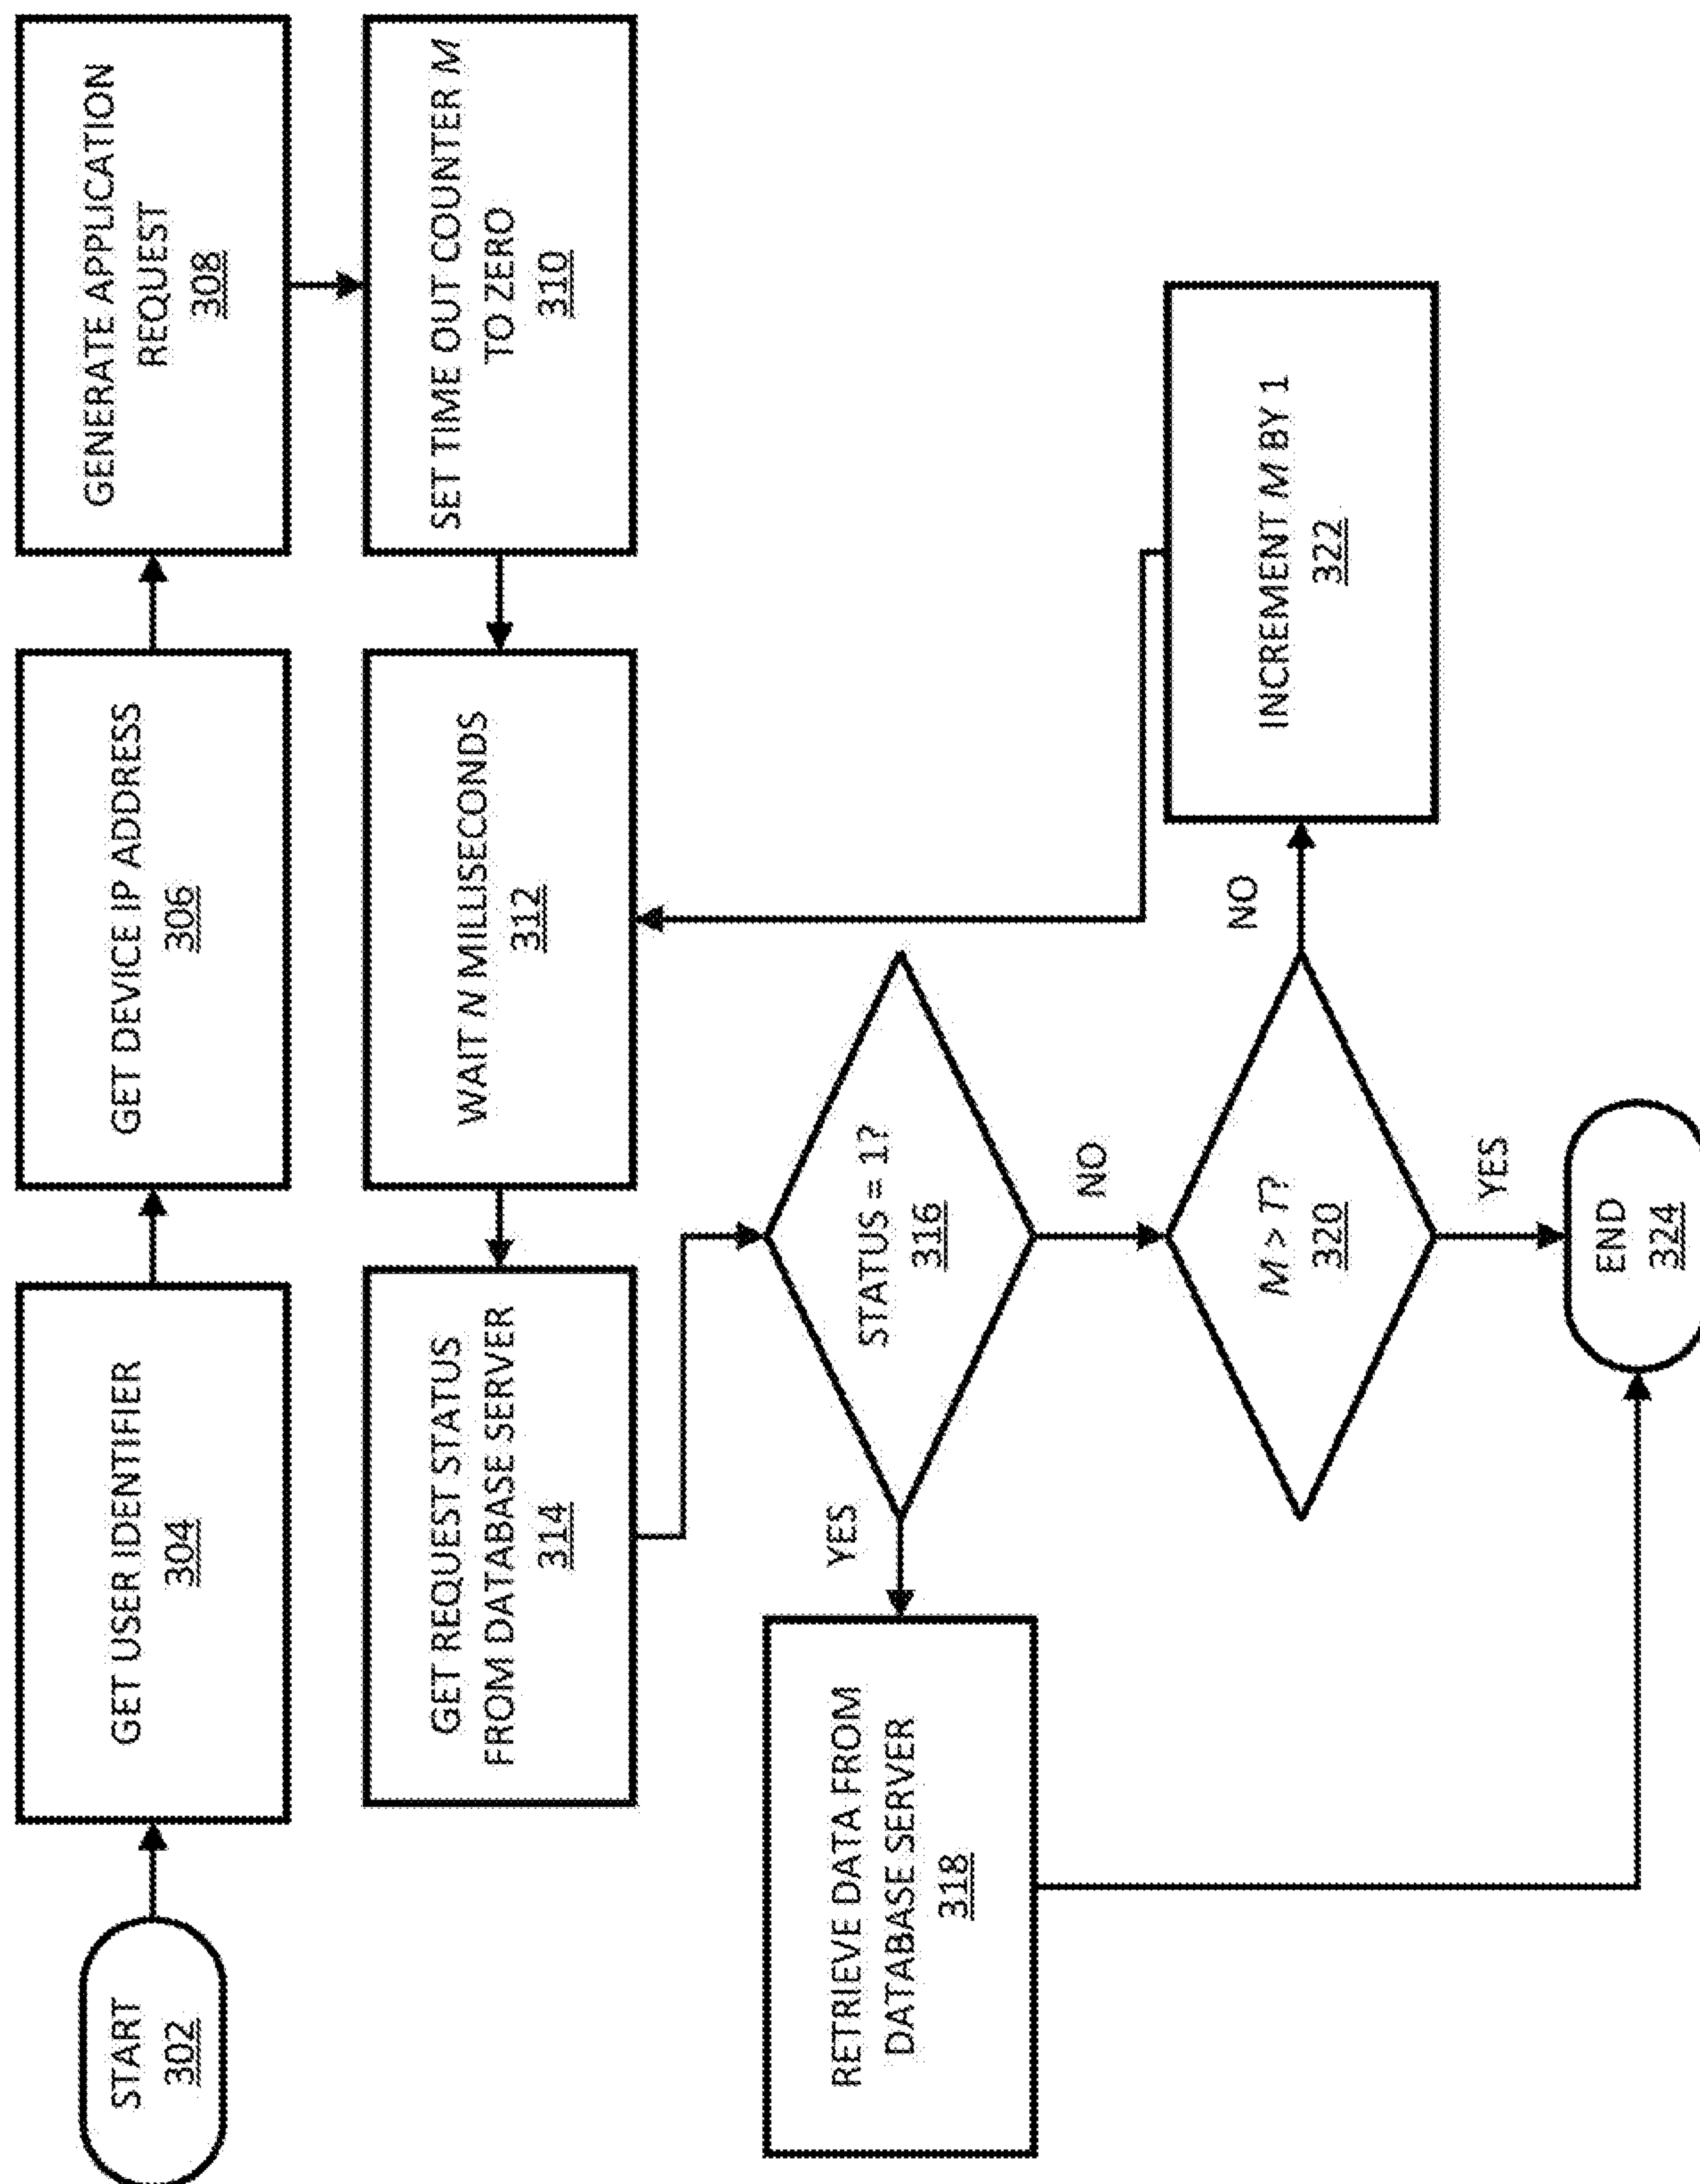 START
302
GET USER IDENTIFIER
304
GET DEVICE IP ADDRESS
306
GENERATE APPLICATION
REQUEST
308
SET TIME OUT COUNTER M
TO ZERO
310
WAIT N MILLISECONDS
312
GET REQUEST STATUS
FROM DATABASE SERVER
314
STATUS = 1?
316
YES
NO
RETRIEVE DATA FROM
DATABASE SERVER
318
M > T?
320
NO
YES
INCREMENT M BY 1
322
END
324